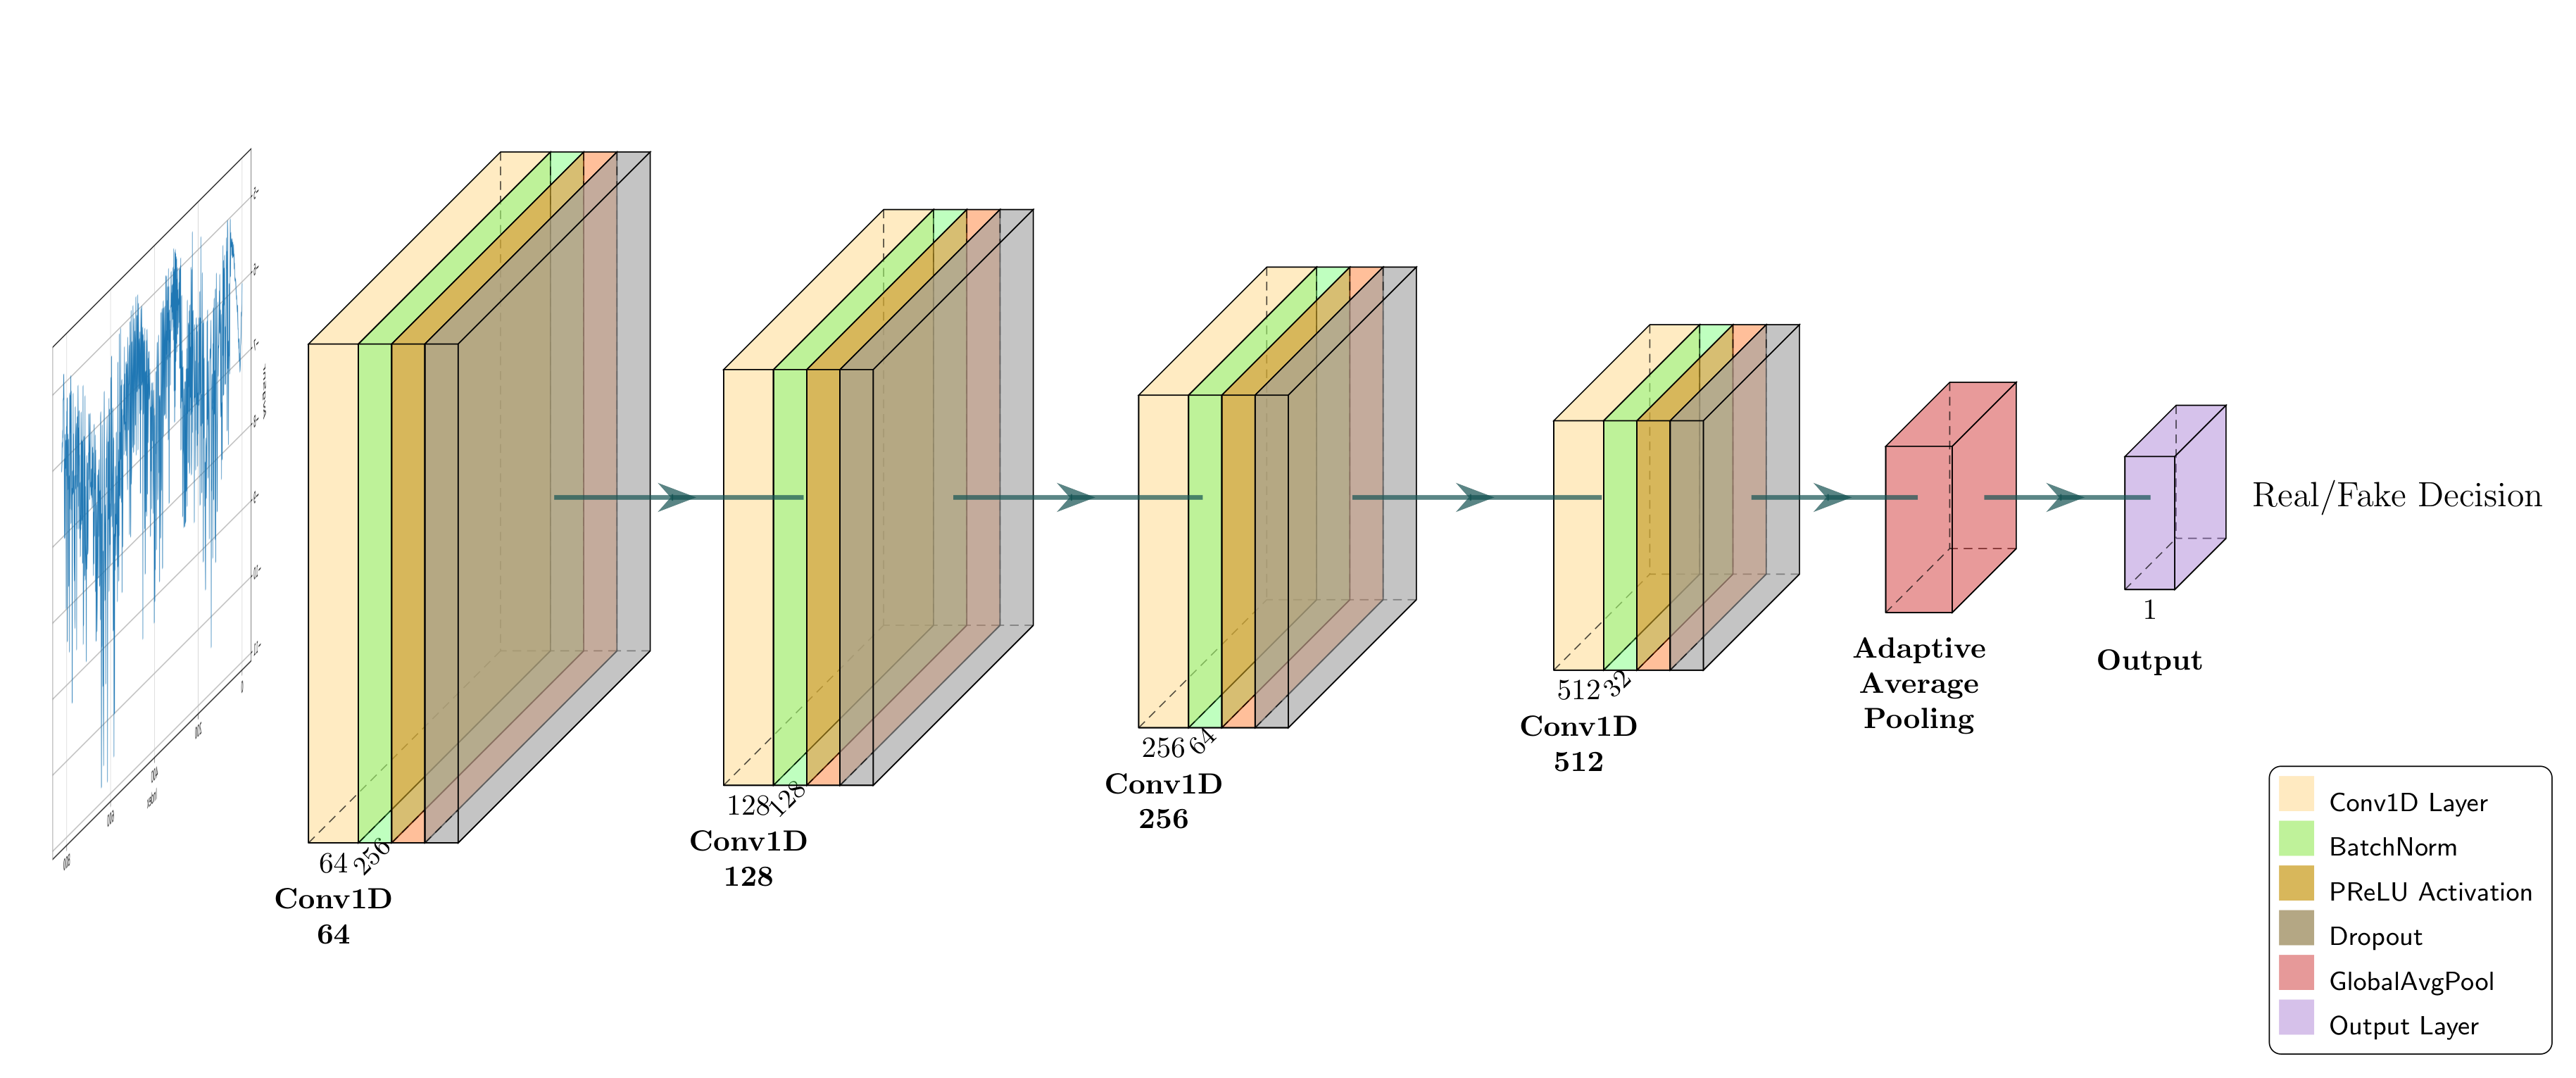 64
256
Conv1D
64
128
128
Conv1D
128
256
64
Conv1D
256
512
32
Conv1D
512
Adaptive
Average
Pooling
1
Output
Real/Fake Decision
Conv1D Layer
BatchNorm
PReLU Activation
Dropout
GlobalAvgPool
Output Layer